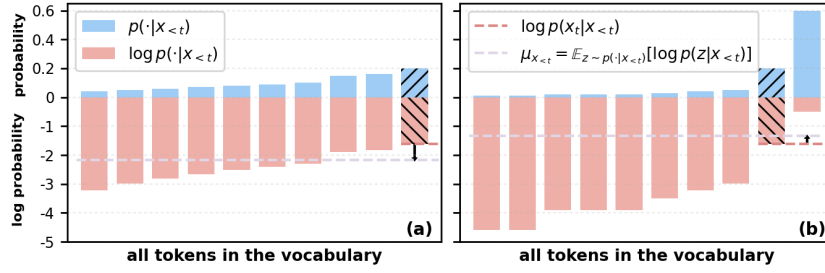 0.6
0.4
0.2
0
-1
-2
-3
-4
-5
probability
log probability
p(·|x<t)
log p(·|x<t)
(a)
all tokens in the vocabulary
log p(xt|x<t)
μx<t = 𝔼z∼p(·|x<t)[log p(z|x<t)]
(b)
all tokens in the vocabulary